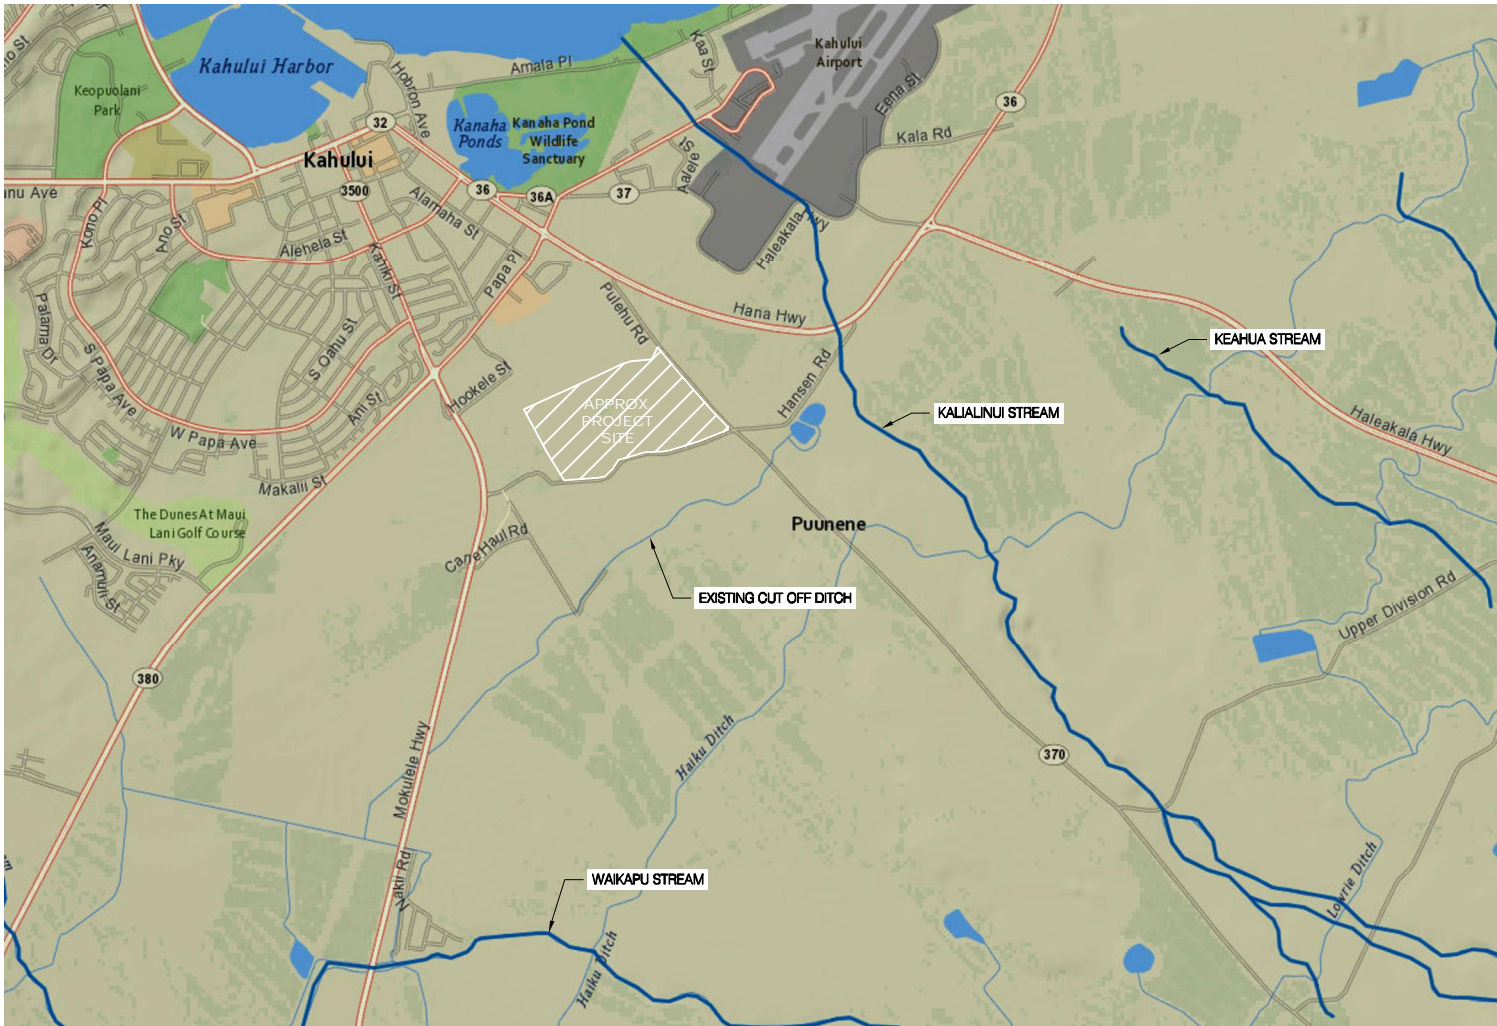 Kahului Harbor
Keopuolani
Park
Hobron Ave
Amala Pl
Kaa St
Kahului
Airport
Eena St
Kala Rd
36
32
Kanaha
Ponds
Kanaha Pond
Wildlife
Sanctuary
Kahului
3500
36
36A
37
Aalele St
anu Ave
Kono Pl
Ano St
Alamaha St
Alehela St
Kamki St
Papa Pl
Haleakala Hwy
Pulehu Rd
Hana Hwy
Palama Dr
S Papa Ave
S Oahu St
Ani St
Hookele St
Hansen Rd
W Papa Ave
Makalii St
APPROX
PROJECT
SITE
KEAHUA STREAM
KALIALINUI STREAM
Haleakala Hwy
The Dunes At Maui
Lani Golf Course
Maui Lani Pky
Anamuli St
Cane Haul Rd
Puunene
EXISTING CUT OFF DITCH
Upper Division Rd
380
Mokulele Hwy
Haiku Ditch
370
Nakii Rd
WAIKAPU STREAM
Haiku Ditch
Lowrie Ditch